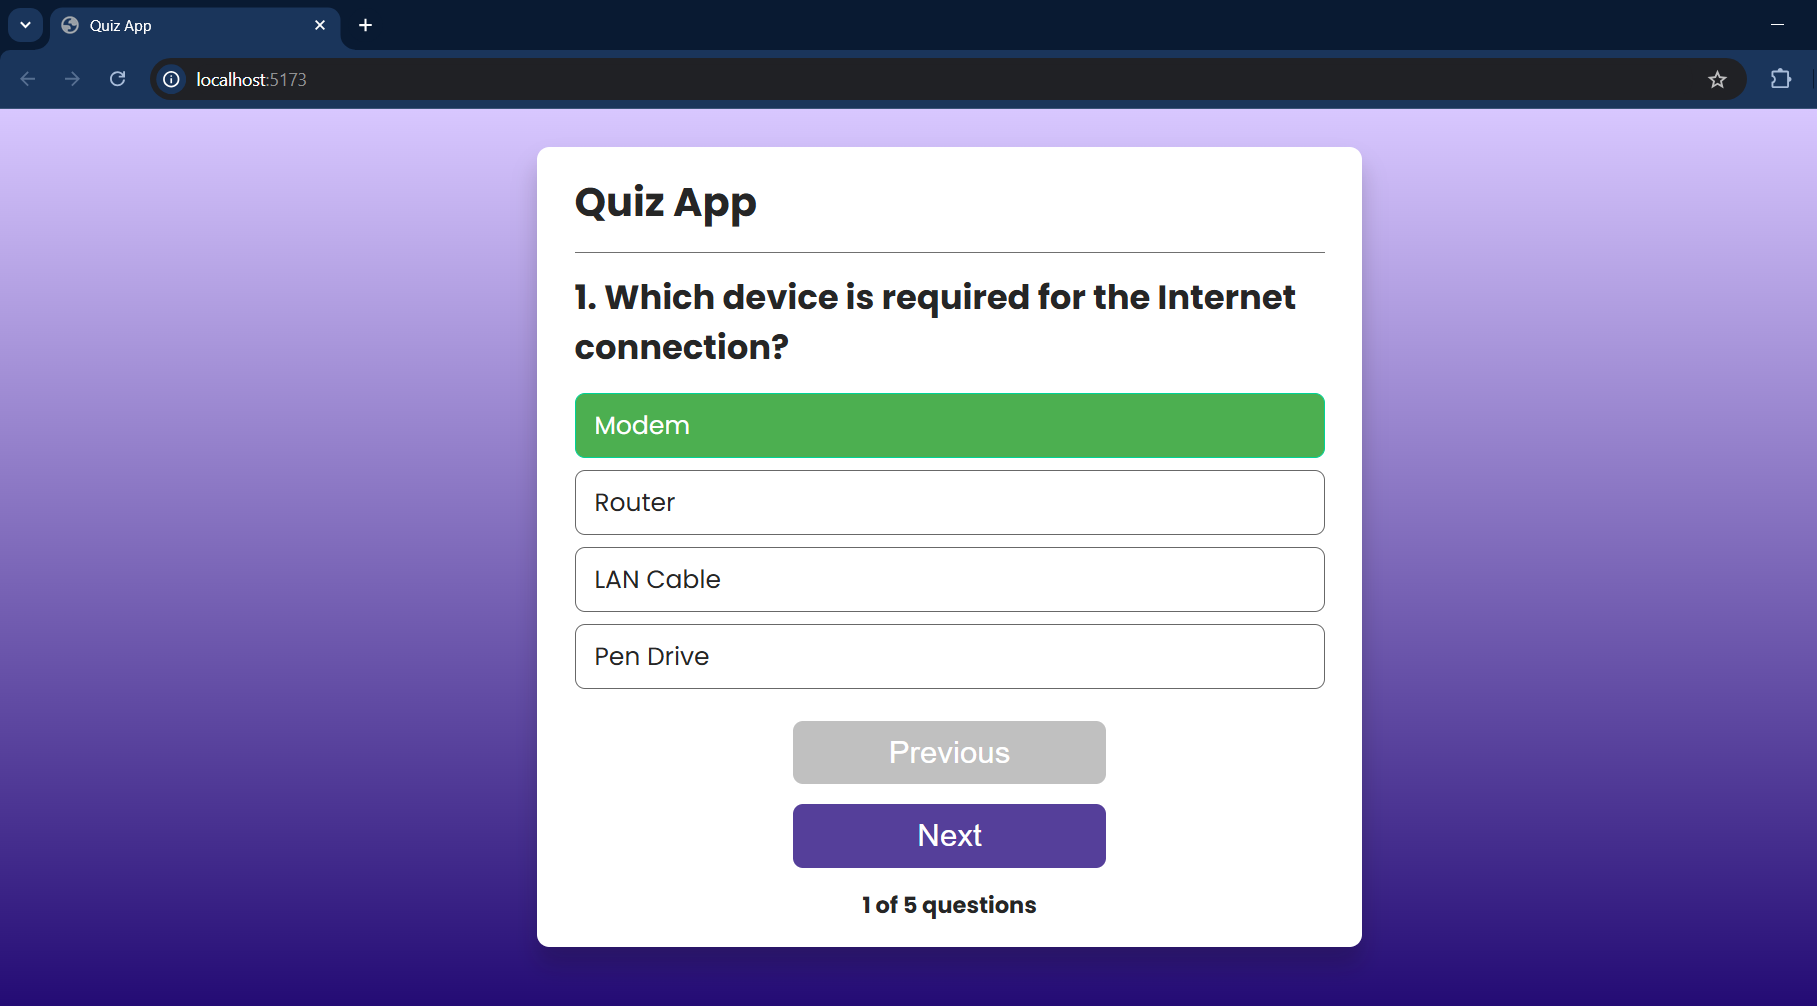 Quiz App
localhost:5173
Quiz App
1. Which device is required for the Internet
connection?
Modem
Router
LAN Cable
Pen Drive
Previous
Next
1 of 5 questions